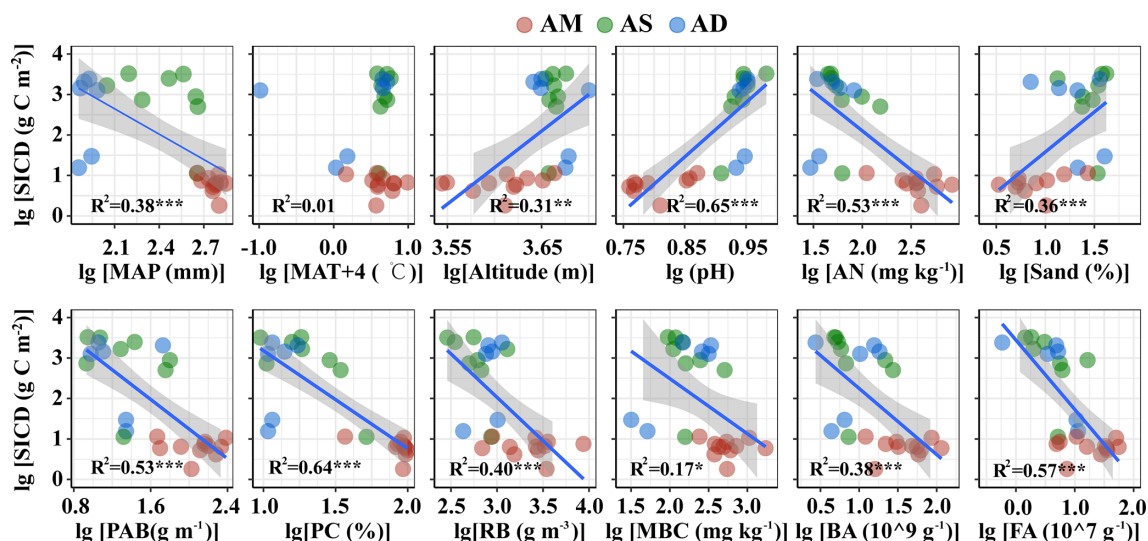 AM AS AD
lg [SICD (g C m-2)]
4
3
2
1
0
R2=0.38***
R2=0.01
R2=0.31**
R2=0.65***
R2=0.53***
R2=0.36***
2.1 2.4 2.7
-1.0 0.0 1.0
3.55 3.65
0.75 0.85 0.95
1.5 2.0 2.5
0.5 1.0 1.5
lg [MAP (mm)]
lg [MAT+4 ( ℃)]
lg[Altitude (m)]
lg (pH)
lg [AN (mg kg-1)]
lg [Sand (%)]
lg [SICD (g C m-2)]
4
3
2
1
0
R2=0.53***
R2=0.64***
R2=0.40***
R2=0.17*
R2=0.38***
R2=0.57***
0.8 1.6 2.4
1.0 1.5 2.0
2.5 3.0 3.5 4.0
2.0 2.5 3.0
0.5 1.0 1.5 2.0
0.0 1.0 2.0
lg [PAB(g m-1)]
lg[PC (%)]
lg[RB (g m-3)]
lg [MBC (mg kg-1)]
lg [BA (10^9 g-1)]
lg [FA (10^7 g-1)]